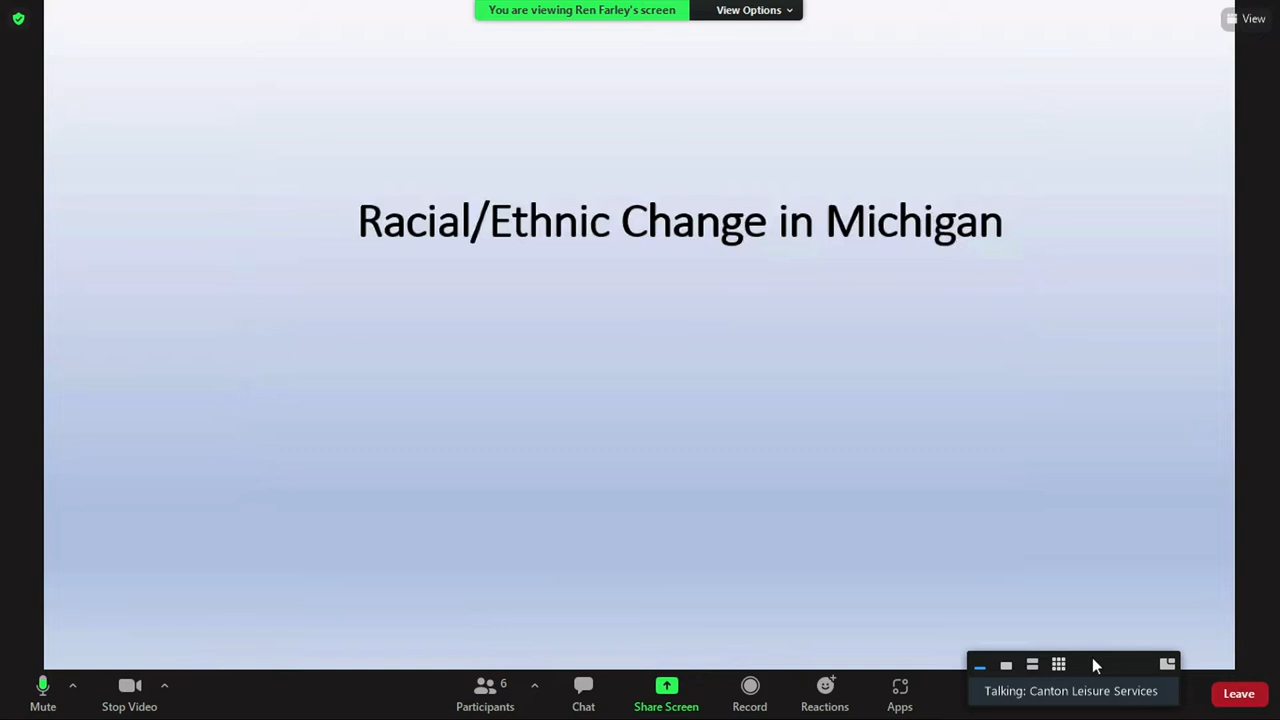 You are viewing Ren Farley's screen
View Options
View
Racial/Ethnic Change in Michigan
Talking: Canton Leisure Services
Mute
Stop Video
Participants
6
Chat
Share Screen
Record
Reactions
Apps
Leave